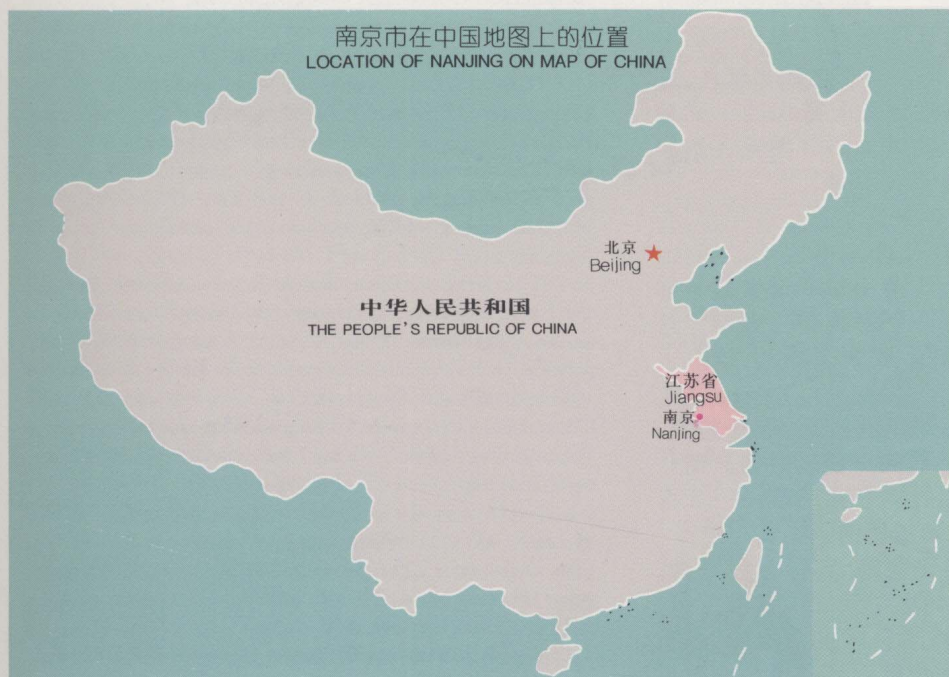 南京市在中国地图上的位置
LOCATION OF NANJING ON MAP OF CHINA
北京
Beijing
中华人民共和国
THE PEOPLE'S REPUBLIC OF CHINA
江苏省
Jiangsu
南京
Nanjing